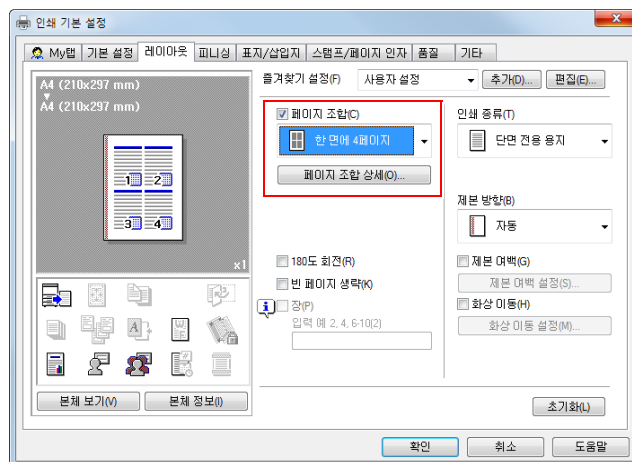 인쇄 기본 설정
My탭 기본 설정 레이아웃 피니싱 표지/삽입지 스탬프/페이지 인자 품질 기타
A4 (210x297 mm)
A4 (210x297 mm)
1 2
3 4
x1
본체 보기(V) 본체 정보(I)
즐겨찾기 설정(F) 사용자 설정 추가(D)... 편집(E)...
페이지 조합(C)
한 면에 4페이지
페이지 조합 상세(O)...
180도 회전(R)
빈 페이지 생략(K)
장(P)
입력 예 2, 4, 6-10(2)
인쇄 종류(T)
단면 전용 용지
제본 방향(B)
자동
제본 여백(G)
제본 여백 설정(S)...
화상 이동(H)
화상 이동 설정(M)...
초기화(L)
확인 취소 도움말